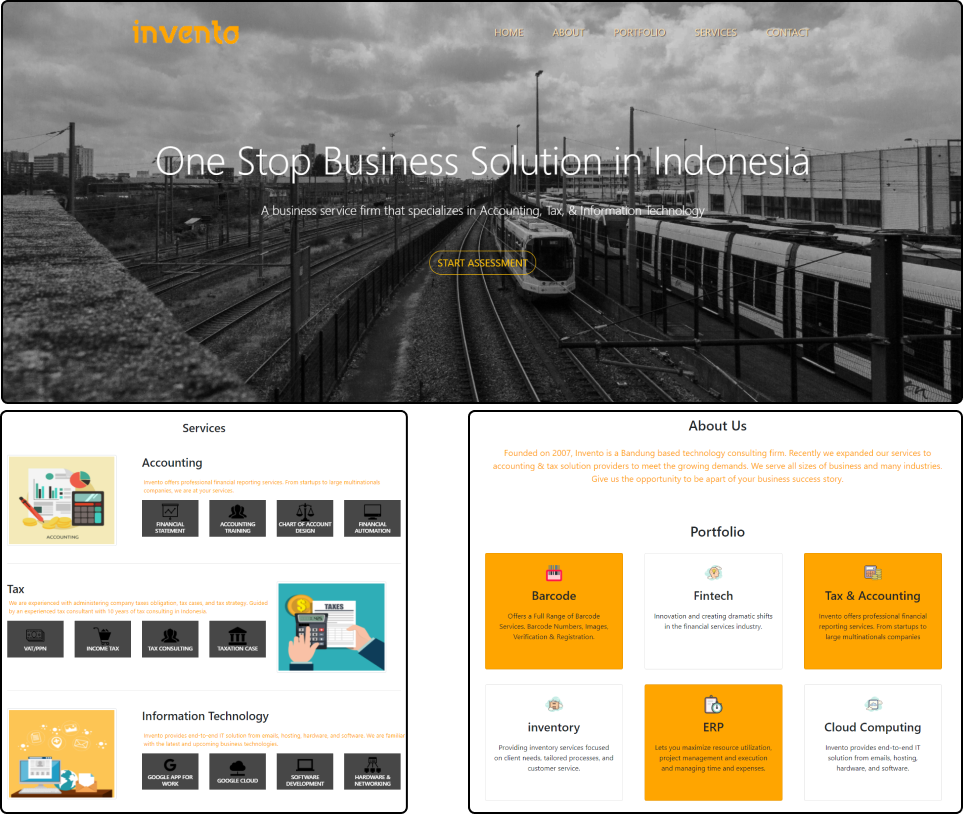 invento
HOME ABOUT PORTFOLIO SERVICES CONTACT
One Stop Business Solution in Indonesia
A business service firm that specializes in Accounting, Tax, & Information Technology
START ASSESSMENT
Services
ACCOUNTING
Accounting
Invento offers professional financial reporting services. From startups to large multinationals
companies, we are at your services.
FINANCIAL
STATEMENT
ACCOUNTING
TRAINING
CHART OF ACCOUNT
DESIGN
FINANCIAL
AUTOMATION
Tax
We are experienced with administering company taxes obligation, tax cases, and tax strategy. Guided
by an experienced tax consultant with 10 years of tax consulting in Indonesia.
VAT/PPN
INCOME TAX
TAX CONSULTING
TAXATION CASE
TAXES
Information Technology
Invento provides end-to-end IT solution from emails, hosting, hardware, and software. We are familiar
with the latest and upcoming business technologies.
GOOGLE APP FOR
WORK
GOOGLE CLOUD
SOFTWARE
DEVELOPMENT
HARDWARE &
NETWORKING
About Us
Founded on 2007, Invento is a Bandung based technology consulting firm. Recently we expanded our services to
accounting & tax solution providers to meet the growing demands. We serve all sizes of business and many industries.
Give us the opportunity to be apart of your business success story.
Portfolio
Barcode
Offers a Full Range of Barcode
Services. Barcode Numbers, Images,
Verification & Registration.
Fintech
Innovation and creating dramatic shifts
in the financial services industry.
Tax & Accounting
Invento offers professional financial
reporting services. From startups to
large multinationals companies
inventory
Providing inventory services focused
on client needs, tailored processes, and
customer service.
ERP
Lets you maximize resource utilization,
project management and execution
and managing time and expenses.
Cloud Computing
Invento provides end-to-end IT
solution from emails, hosting,
hardware, and software.